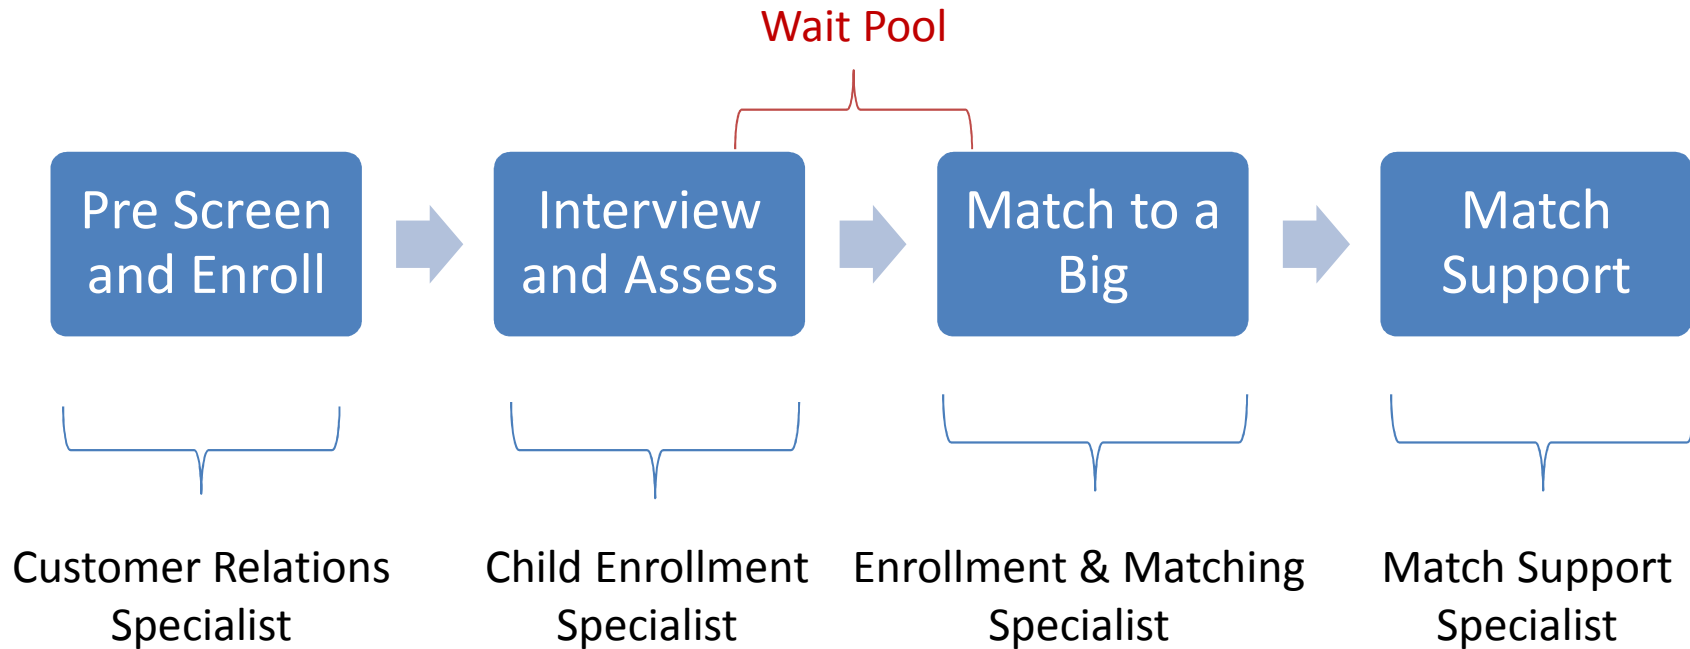 Wait Pool
Pre Screen
and Enroll
Interview
and Assess
Match to a
Big
Match
Support
Customer Relations
Specialist
Child Enrollment
Specialist
Enrollment & Matching
Specialist
Match Support
Specialist